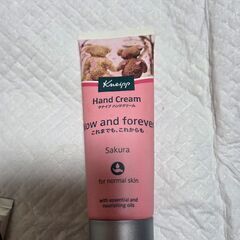 Kneipp
Hand Cream
クナイプ ハンドクリーム
low and forever
これまでも、これからも
Sakura
for normal skin
with essential and
nourishing oils